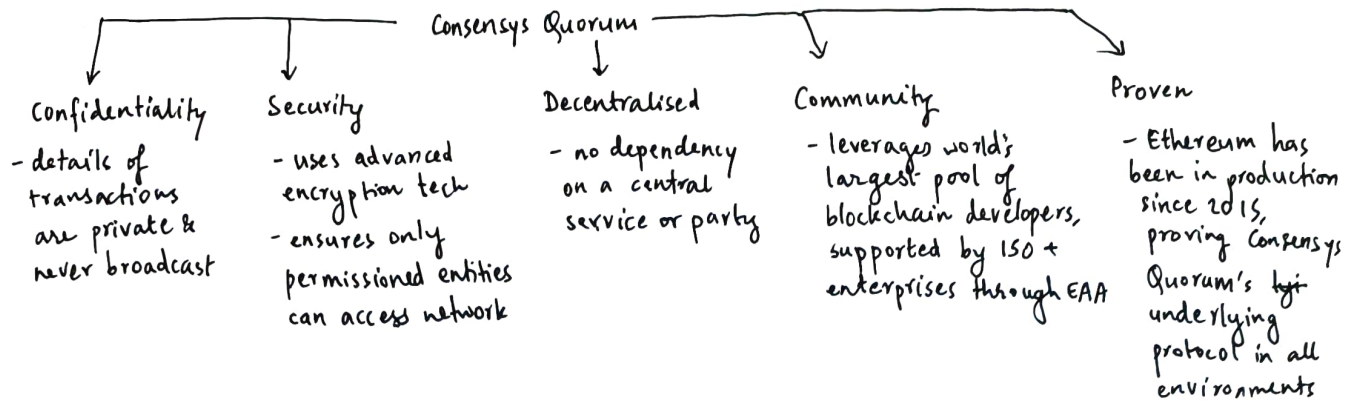 Consensys Quorum
Confidentiality
- details of
transactions
are private &
never broadcast
Security
- uses advanced
encryption tech
- ensures only
permissioned entities
can access network
Decentralised
- no dependency
on a central
service or party
Community
- leverages world's
largest pool of
blockchain developers,
supported by 150 +
enterprises through EAA
Proven
- Ethereum has
been in production
since 2015,
proving Consensys
Quorum's
underlying
protocol in all
environments